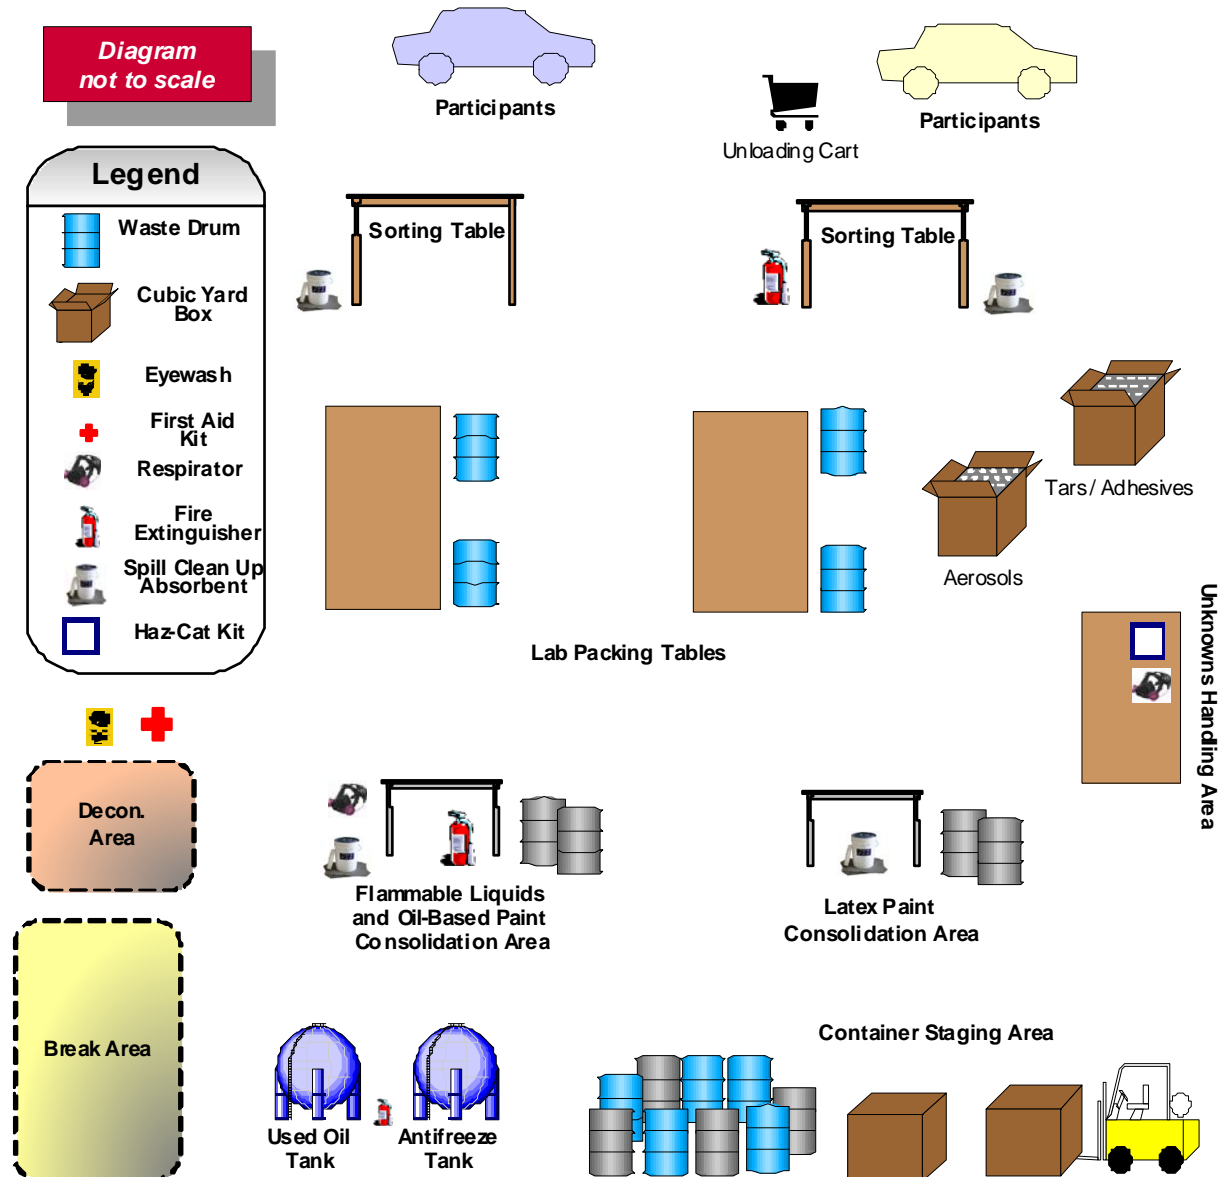 Diagram
not to scale
Participants
Participants
Unloading Cart
Legend
Waste Drum
Cubic Yard
Box
Eyewash
First Aid
Kit
Respirator
Fire
Extinguisher
Spill Clean Up
Absorbent
Haz-Cat Kit
Sorting Table
Sorting Table
Tars / Adhesives
Aerosols
Lab Packing Tables
Unknowns Handling Area
Decon.
Area
Flammable Liquids
and Oil-Based Paint
Consolidation Area
Latex Paint
Consolidation Area
Break Area
Used Oil
Tank
Antifreeze
Tank
Container Staging Area